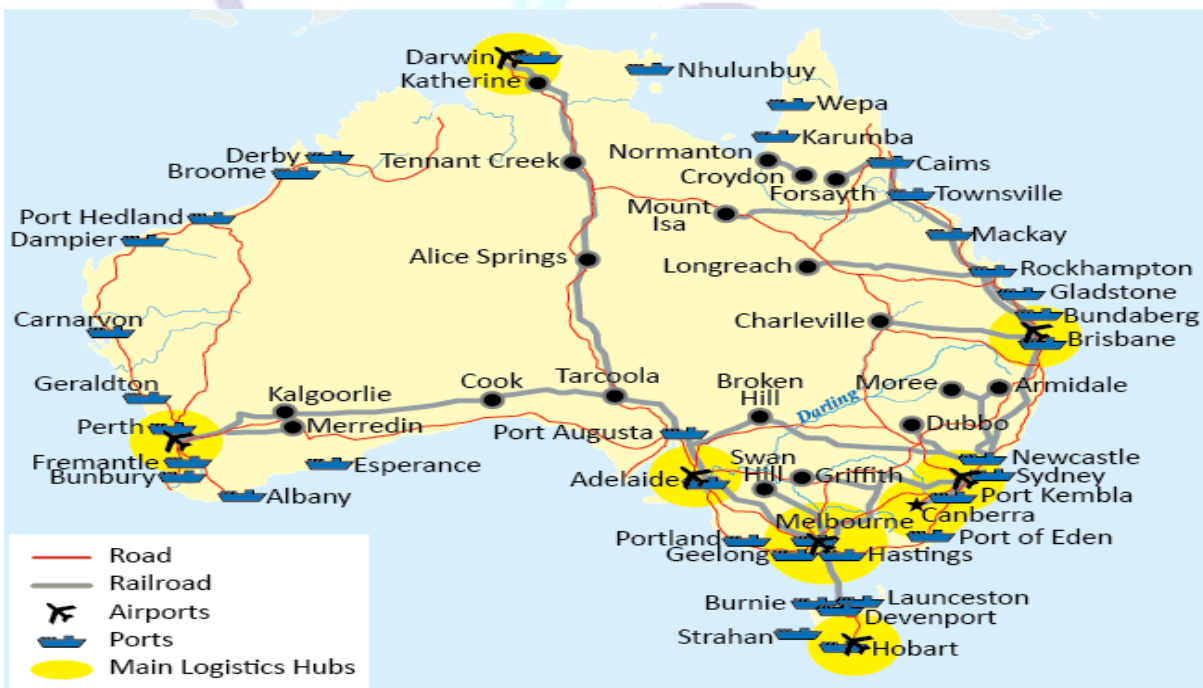 Darwin
Katherine
Nhulunbuy
Wepa
Karumba
Normanton
Croydon
Forsyath
Caims
Townsville
Derby
Broome
Tennant Creek
Mount
Isa
Mackay
Port Hedland
Dampier
Alice Springs
Longreach
Rockhampton
Gladstone
Bundaberg
Brisbane
Carnarvon
Charleville
Geraldton
Kalgoorlie
Cook
Tarcoola
Broken
Hill
Darling
Moree
Armidale
Perth
Merredin
Port Augusta
Dubbo
Fremantle
Bunbury
Esperance
Albany
Adelaide
Swan
Hill
Griffith
Newcastle
Sydney
Port Kembla
Canberra
Melbourne
Portland
Geelong
Hastings
Port of Eden
Burnie
Launceston
Devenport
Strahan
Hobart
Road
Railroad
Airports
Ports
Main Logistics Hubs